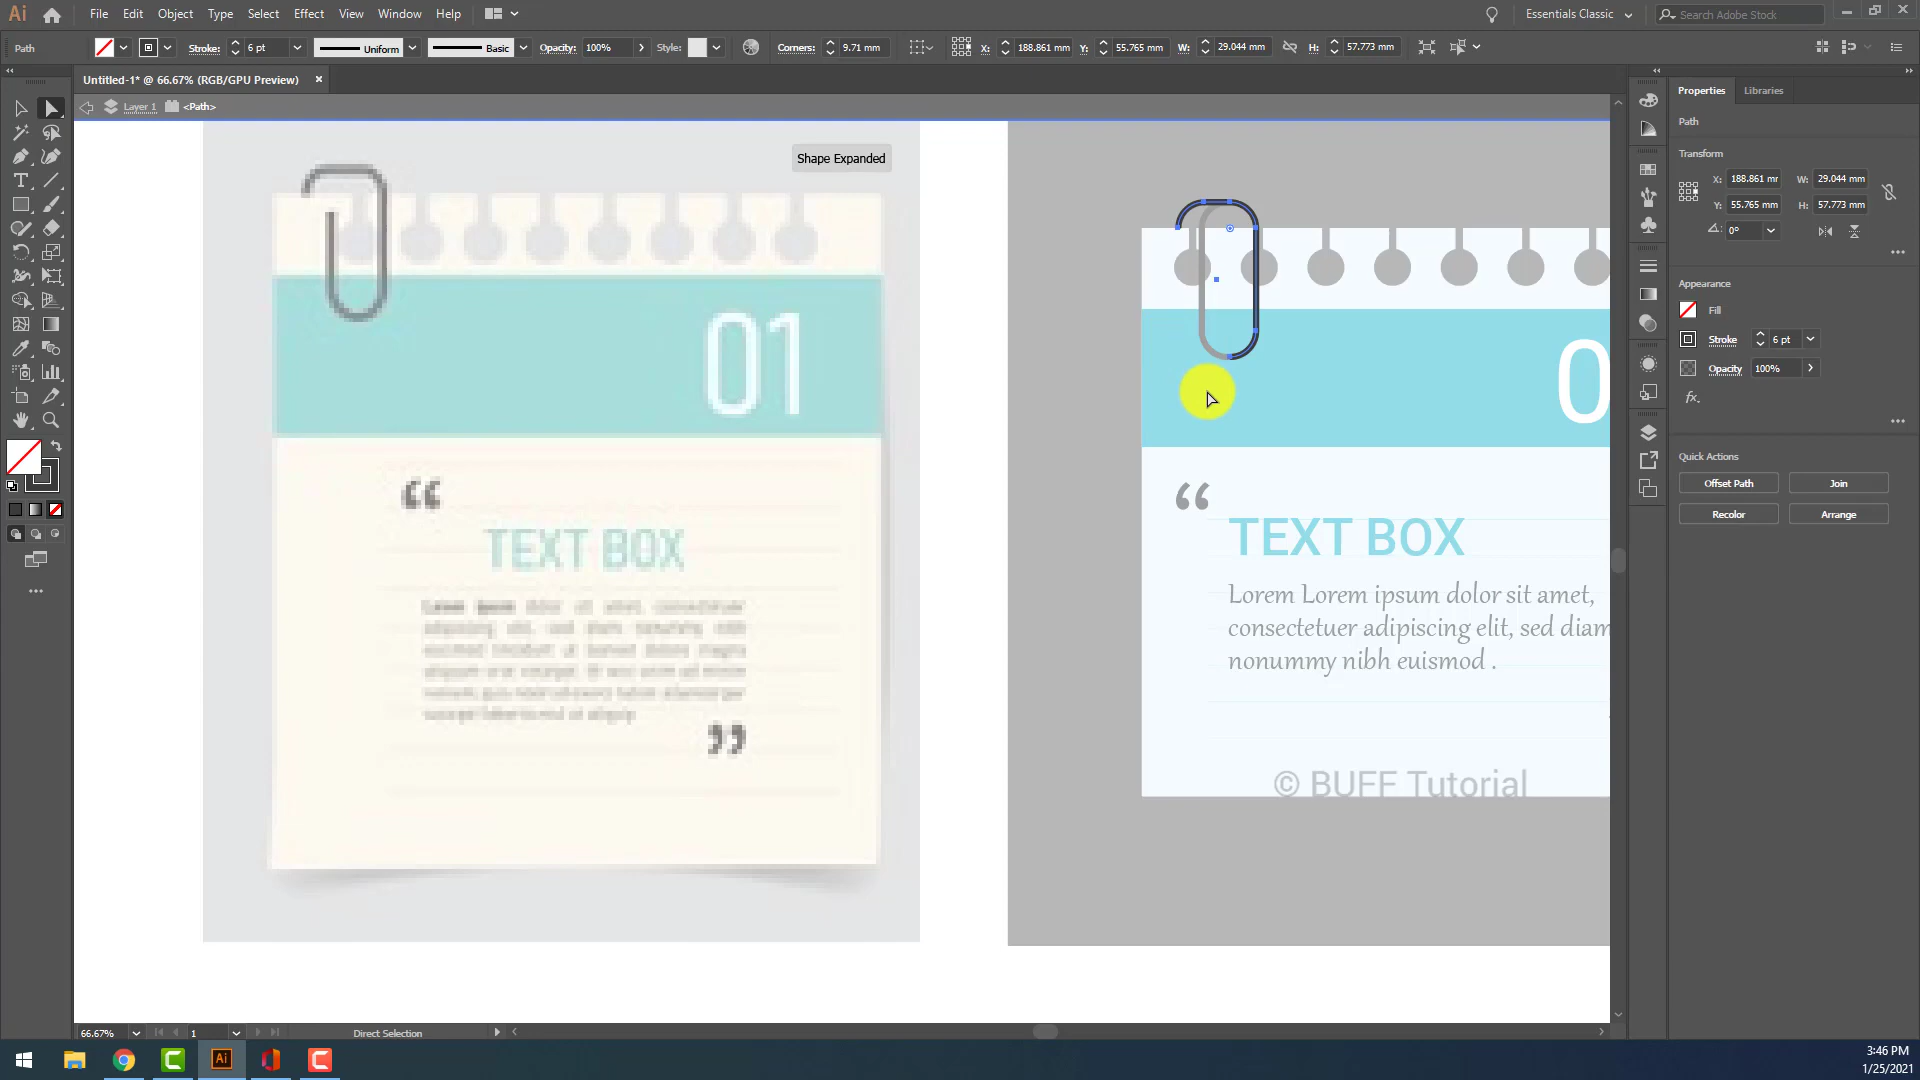 Ai File Edit Object Type Select Effect View Window Help Essentials Classic Search Adobe Stock
Path Stroke: 6 pt Uniform Basic Opacity: 100% Style: Corners: 9.71 mm X: 188.861 mm Y: 55.765 mm W: 29.044 mm H: 57.773 mm
Untitled-1* @ 66.67% (RGB/GPU Preview) ×
Layer 1 <Path>
Shape Expanded
01
“
TEXT BOX
”
0
“
TEXT BOX
Lorem Lorem ipsum dolor sit amet,
consectetuer adipiscing elit, sed diam
nonummy nibh euismod .
© BUFF Tutorial
Properties Libraries
Path
Transform
X: 188.861 mr W: 29.044 mm
Y: 55.765 mm H: 57.773 mm
0°
Appearance
Fill
Stroke 6 pt
Opacity 100%
fx.
Quick Actions
Offset Path Join
Recolor Arrange
66.67% 1 Direct Selection
Ai
3:46 PM
1/25/2021